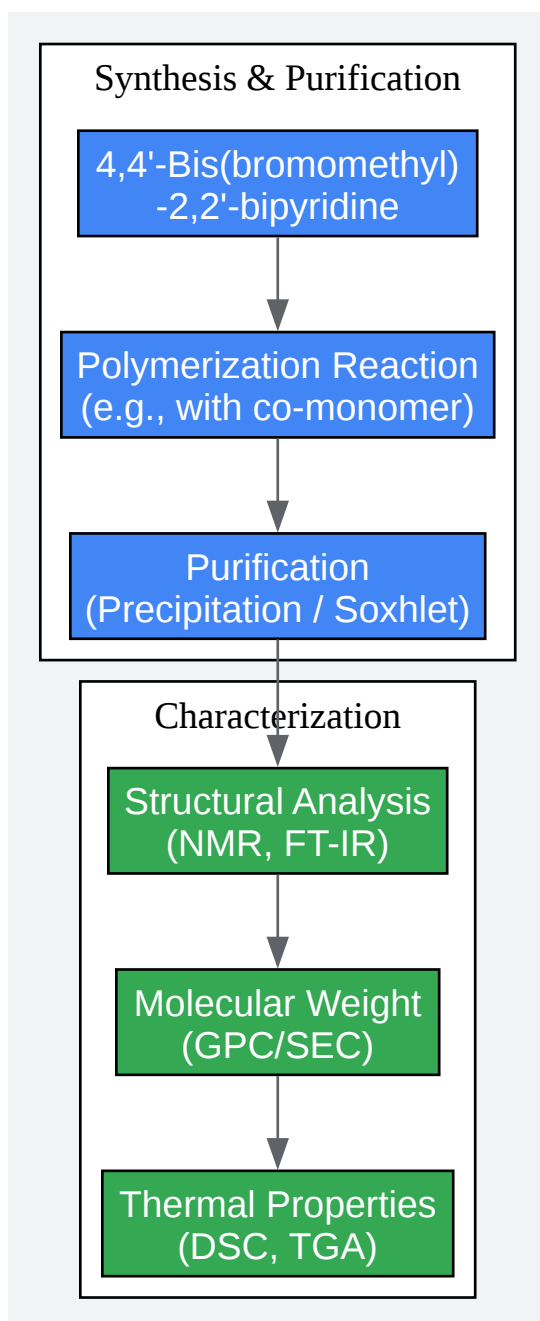 Synthesis & Purification
4,4'-Bis(bromomethyl)
-2,2'-bipyridine
Polymerization Reaction
(e.g., with co-monomer)
Purification
(Precipitation / Soxhlet)
Characterization
Structural Analysis
(NMR, FT-IR)
Molecular Weight
(GPC/SEC)
Thermal Properties
(DSC, TGA)